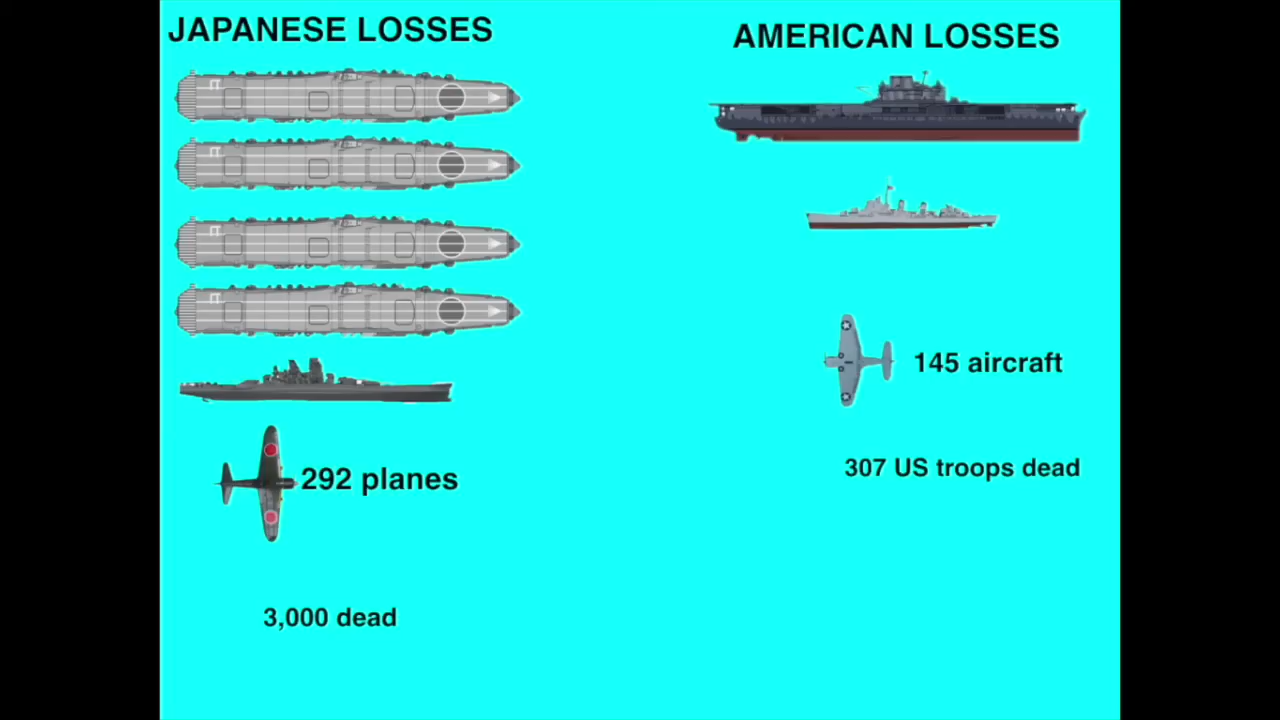 JAPANESE LOSSES
AMERICAN LOSSES
145 aircraft
307 US troops dead
292 planes
3,000 dead